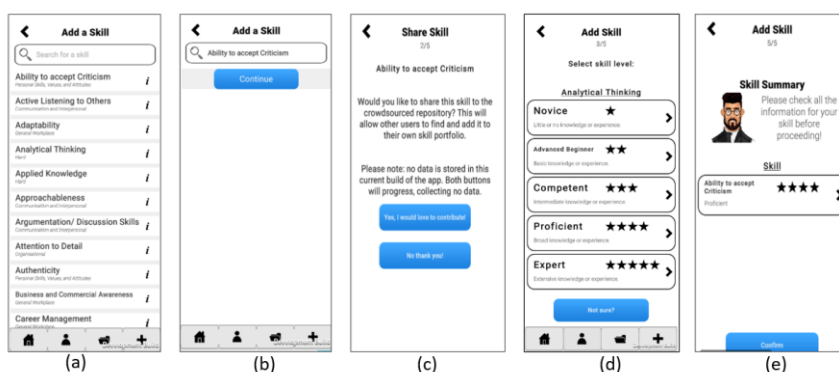 Add a Skill
Search for a skill
Ability to accept Criticism
Personal Skills, Values, and Attitudes
i
Active Listening to Others
Communication and Interpersonal
i
Adaptability
General Workplace
i
Analytical Thinking
Hard
i
Applied Knowledge
Hard
i
Approachableness
Communication and Interpersonal
i
Argumentation/ Discussion Skills
Communication and Interpersonal
i
Attention to Detail
Organisational
i
Authenticity
Personal Skills, Values, and Attitudes
i
Business and Commercial Awareness
General Workplace
i
Career Management
General Workplace
i
(a)
Add a Skill
Ability to accept Criticism
Continue
(b)
Share Skill
2/5
Ability to accept Criticism
Would you like to share this skill to the
crowdsourced repository? This will
allow other users to find and add it to
their own skill portfolio.
Please note: no data is stored in this
current build of the app. Both buttons
will progress, collecting no data.
Yes, I would love to contribute!
No thank you!
(c)
Add Skill
3/5
Select skill level:
Analytical Thinking
Novice
Little or no knowledge or experience
Advanced Beginner
Basic knowledge or experience
Competent
Intermediate knowledge or experience
Proficient
Broad knowledge or experience
Expert
Extensive knowledge or experience
Not sure?
(d)
Add Skill
5/5
Skill Summary
Please check all the
information for your
skill before
proceeding!
Skill
Ability to accept
Criticism
Proficient
Confirm
(e)